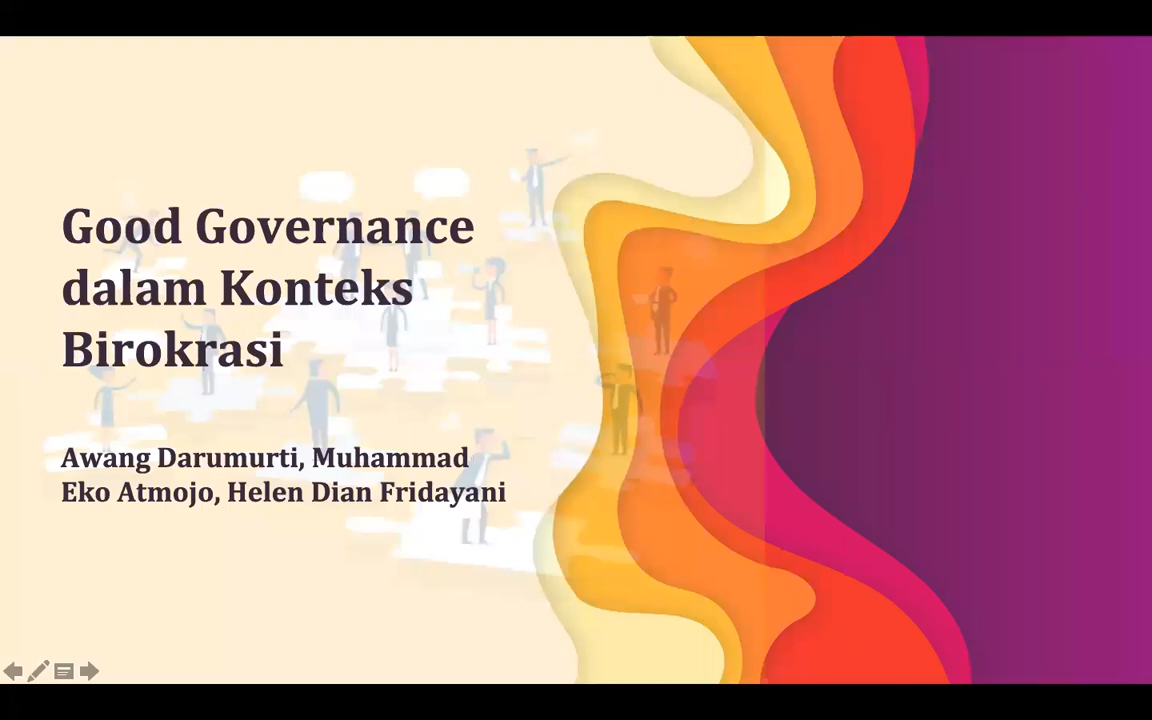 Good Governance
dalam Konteks
Birokrasi
Awang Darumurti, Muhammad
Eko Atmojo, Helen Dian Fridayani